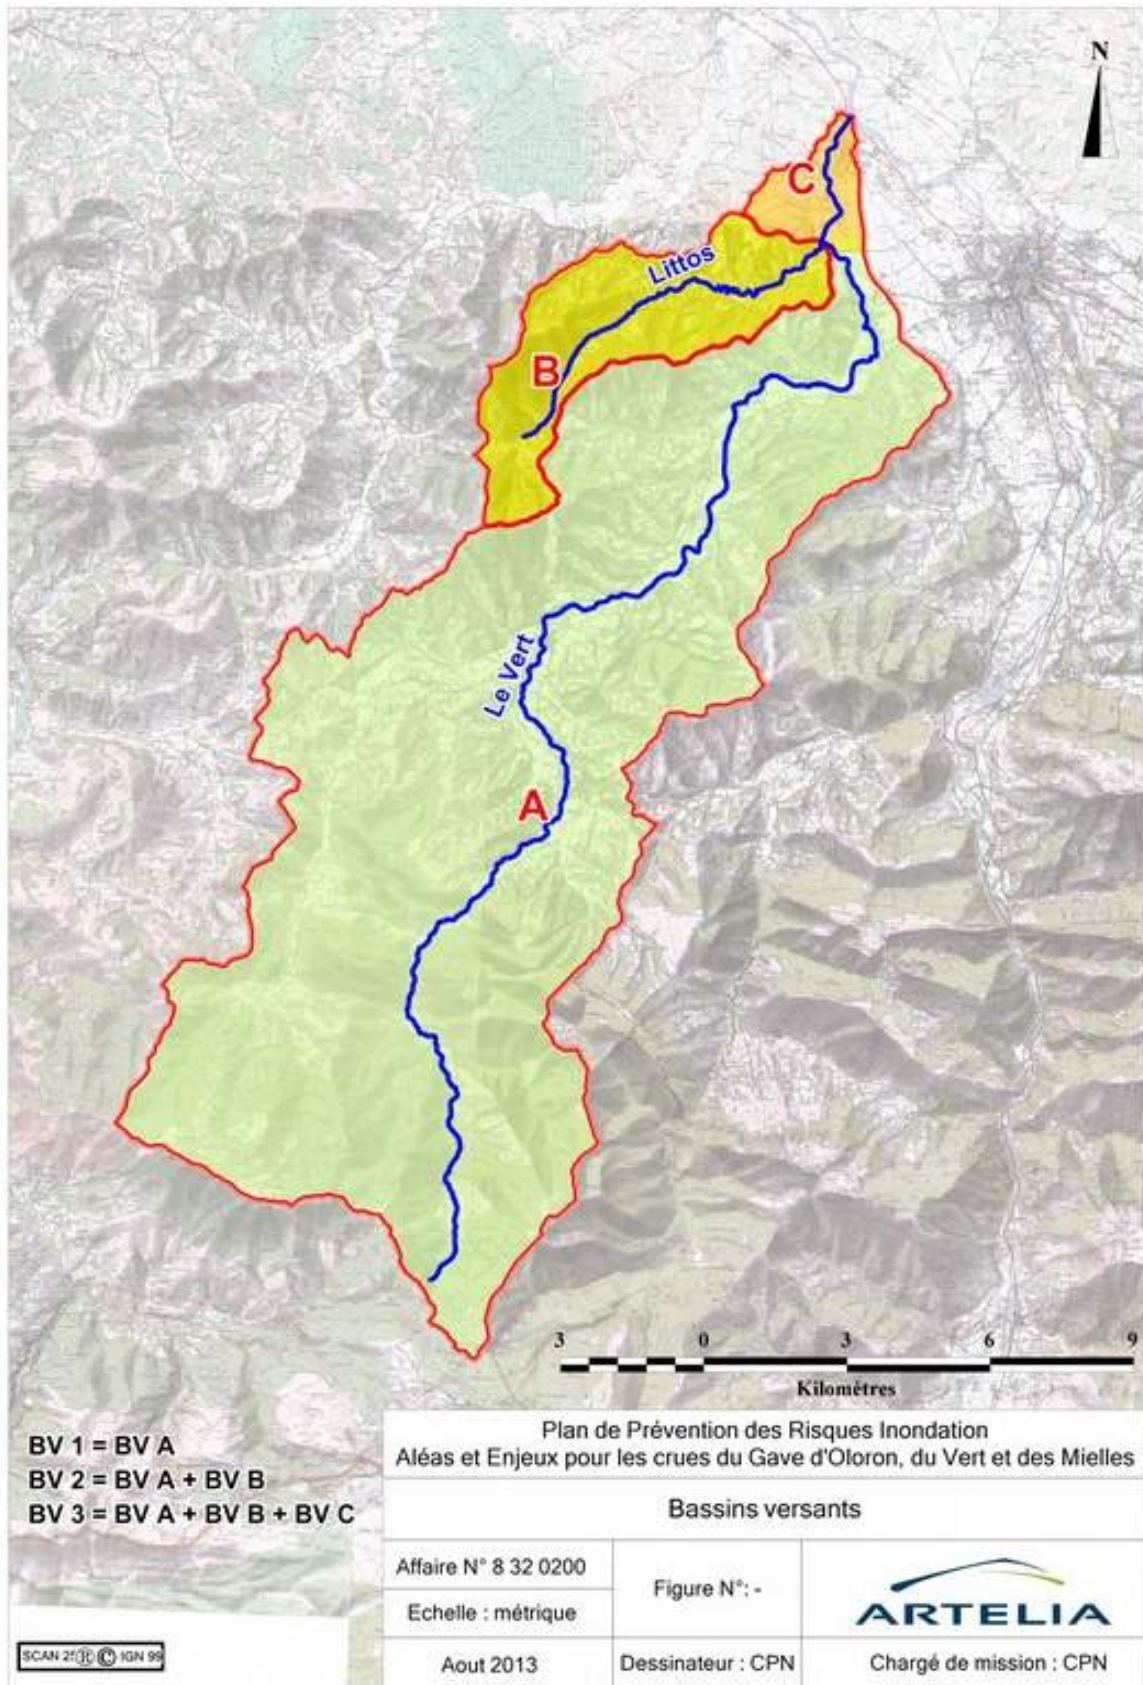 N
C
Littos
B
Le Vert
A
3 0 3 6 9
Kilomètres
BV 1 = BV A
BV 2 = BV A + BV B
BV 3 = BV A + BV B + BV C
Plan de Prévention des Risques Inondation
Aléas et Enjeux pour les crues du Gave d'Oloron, du Vert et des Mielles
Bassins versants
Affaire N° 8 32 0200
Figure N°: -
Echelle : métrique
ARTELIA
Aout 2013
Dessinateur : CPN
Chargé de mission : CPN
SCAN ® © IGN 99